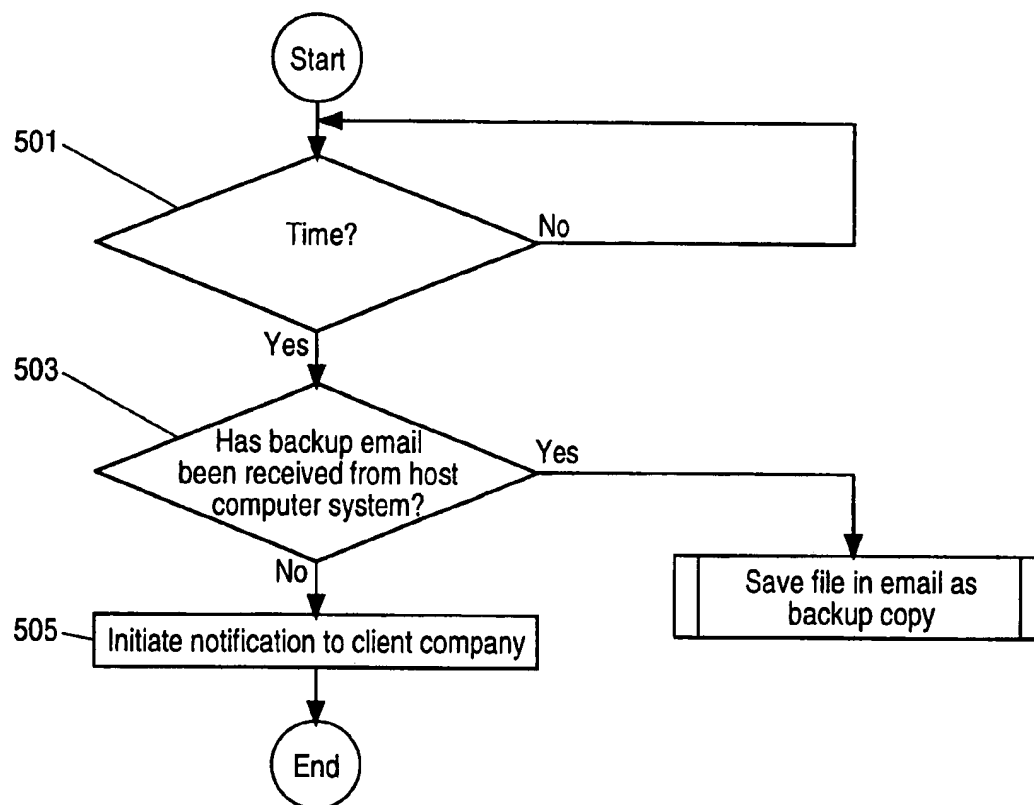 Start
501
Time?
No
Yes
503
Has backup email
been received from host
computer system?
Yes
No
Save file in email as
backup copy
505
Initiate notification to client company
End